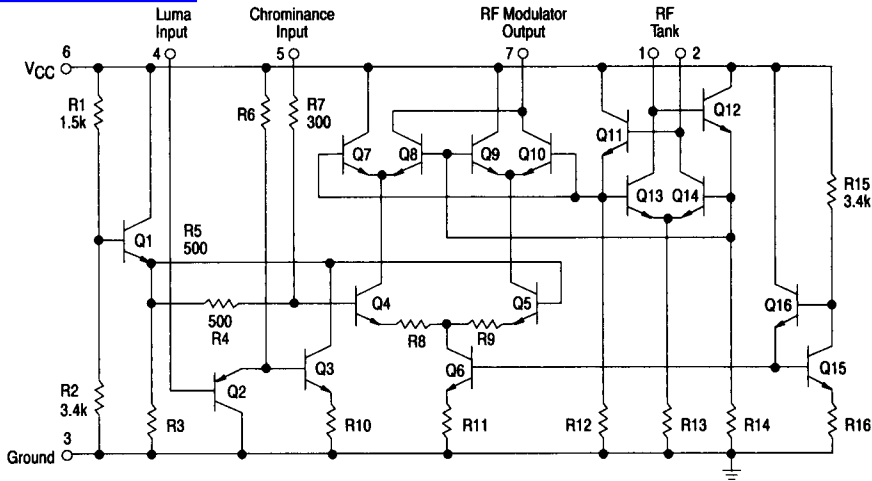 Luma Input
Chrominance Input
RF Modulator Output
RF Tank
4
5
7
1
2
6
VCC
R1
1.5k
R6
R7
300
Q12
Q11
Q7
Q8
Q9
Q10
Q13
Q14
R15
3.4k
Q1
R5
500
500
R4
Q4
Q5
Q16
R8
R9
Q3
Q6
Q15
Q2
R2
3.4k
R3
R10
R11
R12
R13
R14
R16
3
Ground